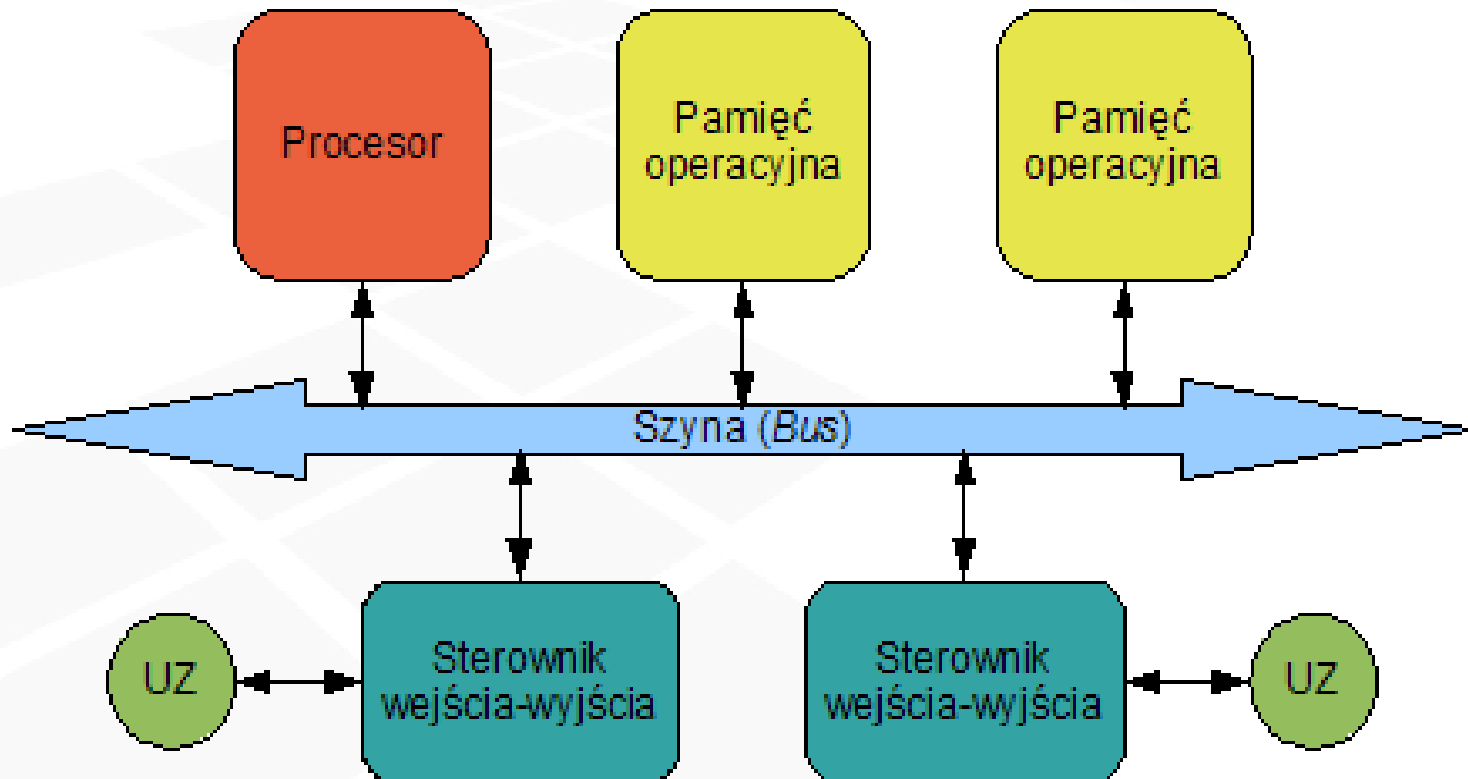 Procesor
Pamięć
operacyjna
Pamięć
operacyjna
Szyna (Bus)
UZ
Sterownik
wejścia-wyjścia
Sterownik
wejścia-wyjścia
UZ